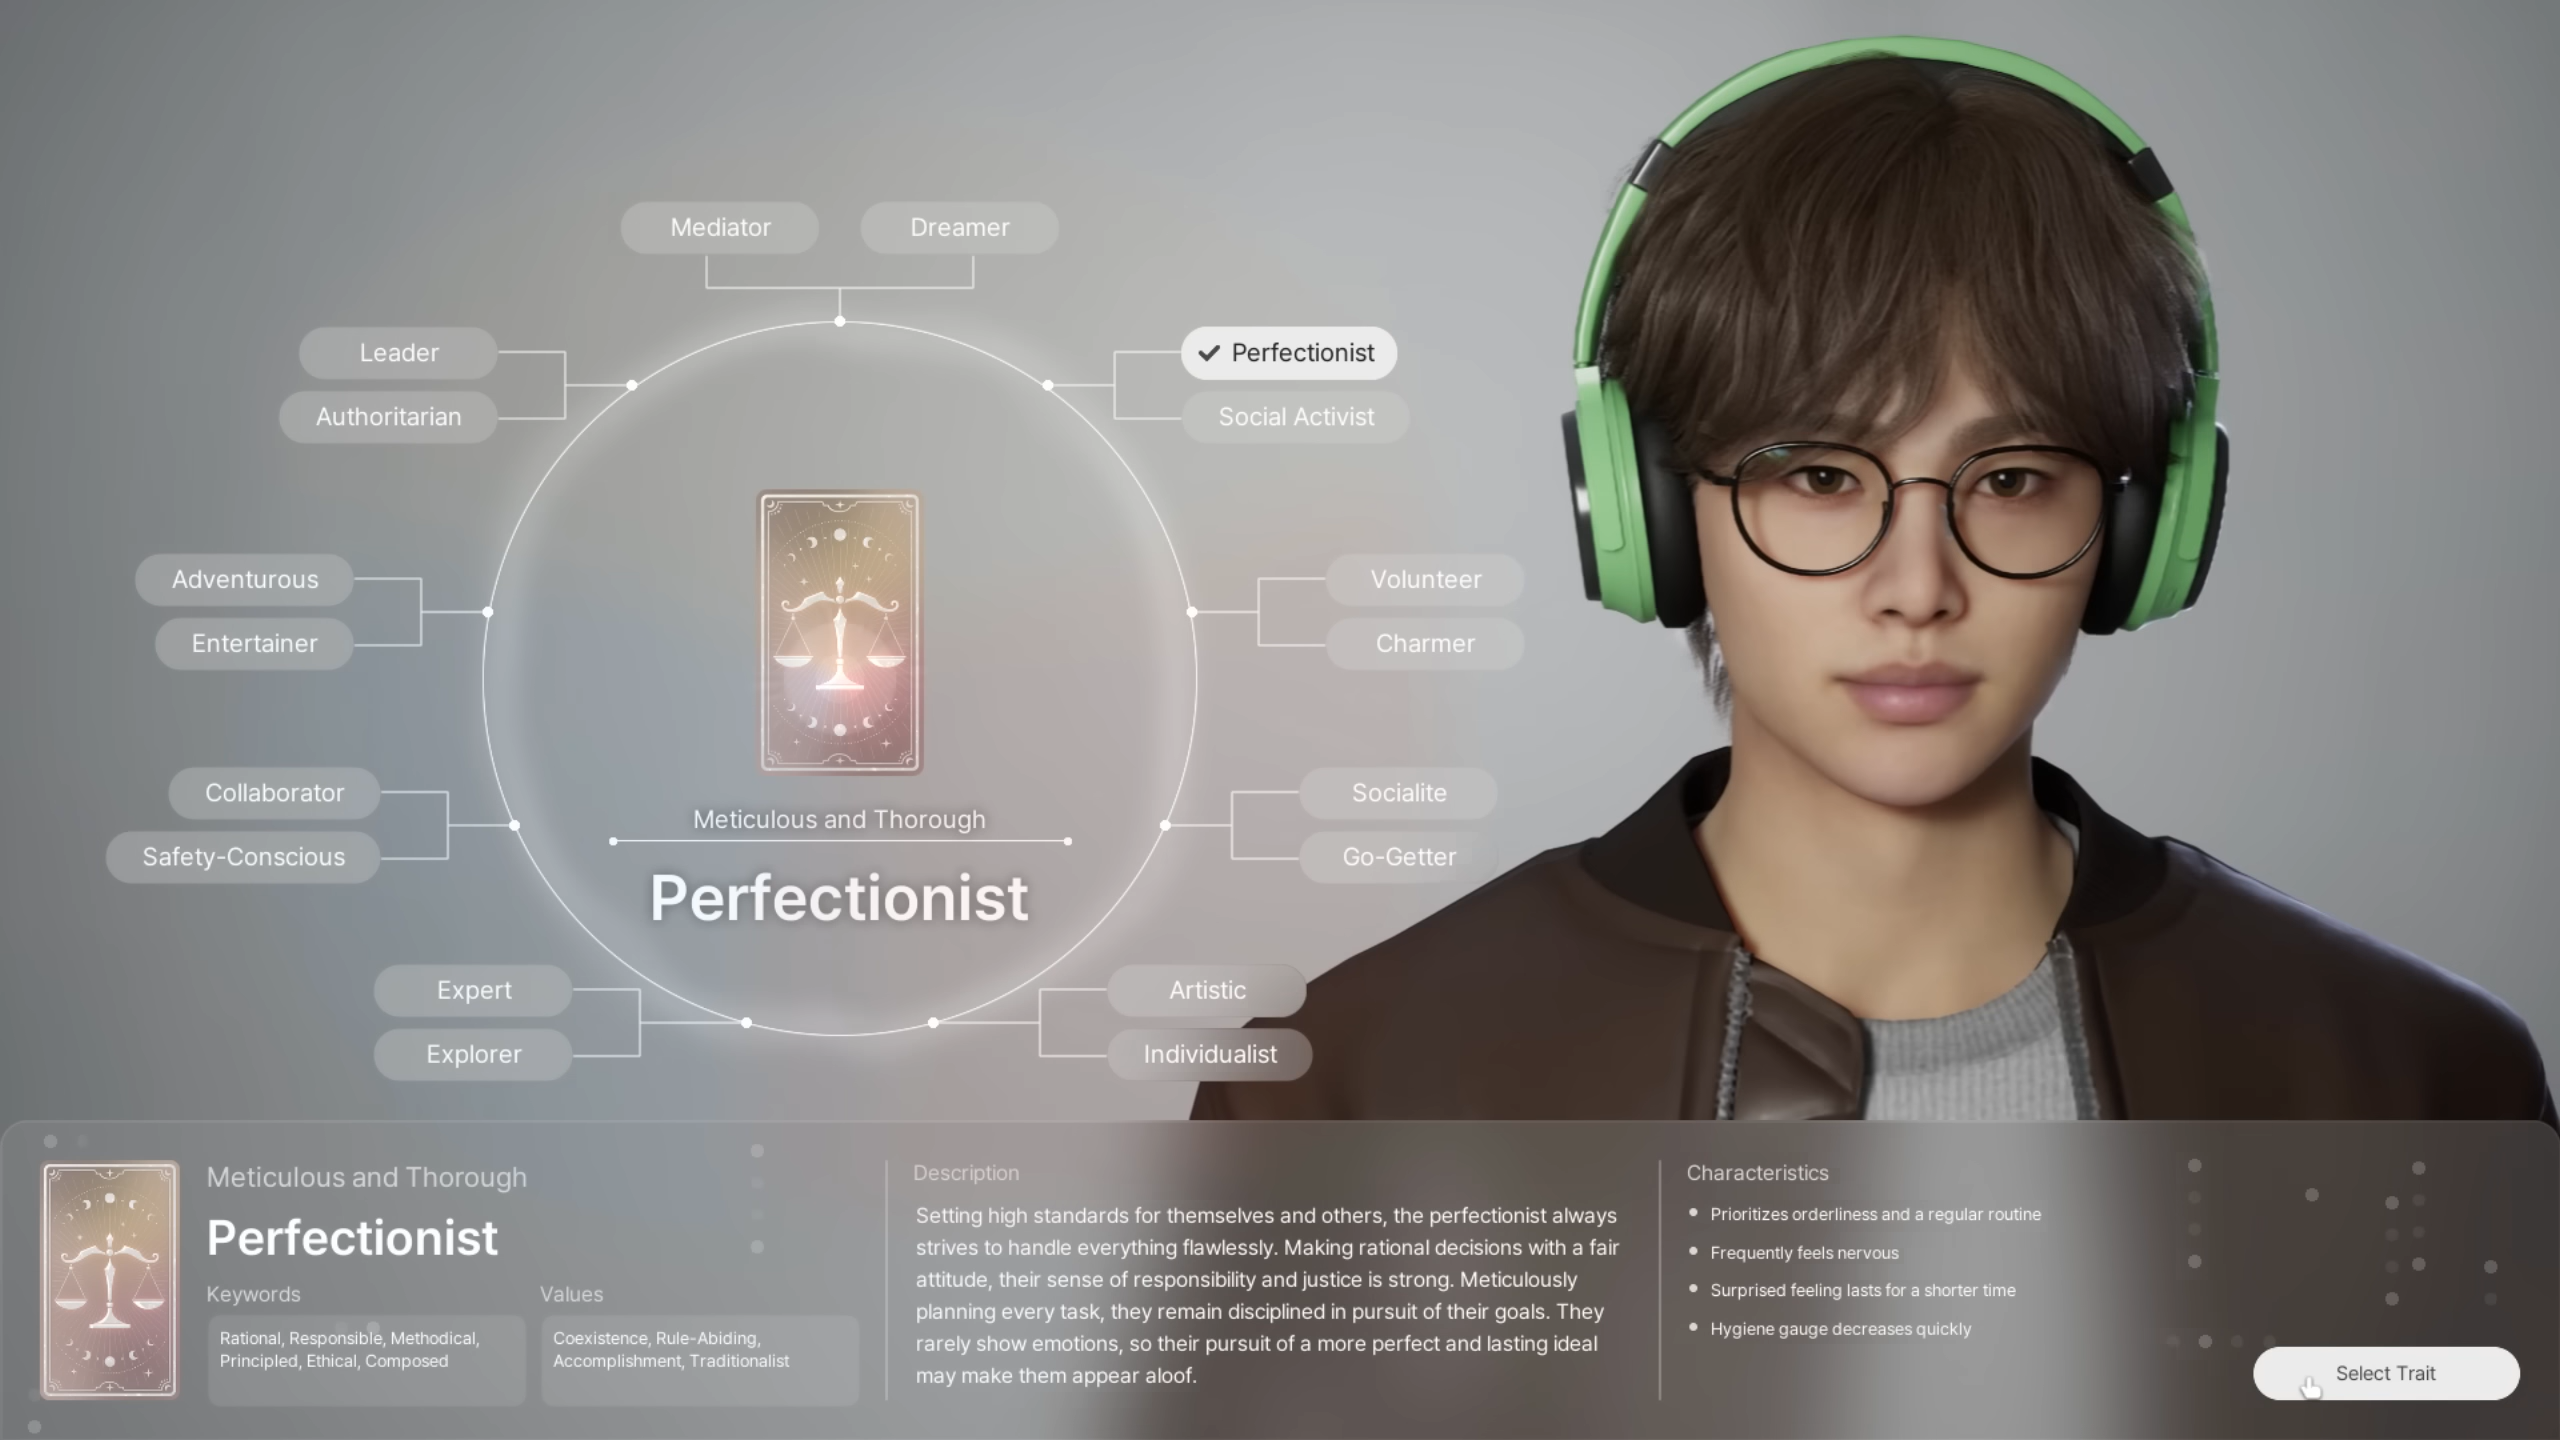 Mediator
Dreamer
Leader
Authoritarian
Perfectionist
Social Activist
Adventurous
Entertainer
Volunteer
Charmer
Collaborator
Safety-Conscious
Socialite
Go-Getter
Meticulous and Thorough
Perfectionist
Expert
Explorer
Artistic
Individualist
Meticulous and Thorough
Perfectionist
Keywords
Rational, Responsible, Methodical,
Principled, Ethical, Composed
Values
Coexistence, Rule-Abiding,
Accomplishment, Traditionalist
Description
Setting high standards for themselves and others, the perfectionist always
strives to handle everything flawlessly. Making rational decisions with a fair
attitude, their sense of responsibility and justice is strong. Meticulously
planning every task, they remain disciplined in pursuit of their goals. They
rarely show emotions, so their pursuit of a more perfect and lasting ideal
may make them appear aloof.
Characteristics
Prioritizes orderliness and a regular routine
Frequently feels nervous
Surprised feeling lasts for a shorter time
Hygiene gauge decreases quickly
Select Trait